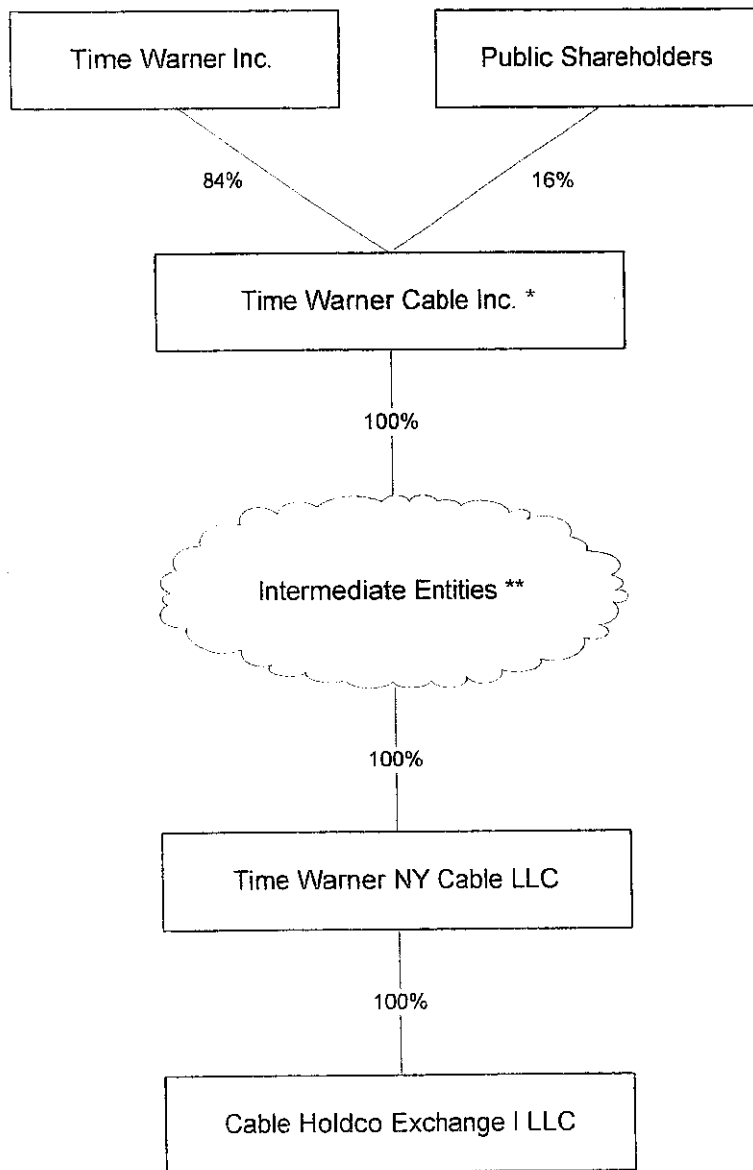 Time Warner Inc.
Public Shareholders
84%
16%
Time Warner Cable Inc. *
100%
Intermediate Entities **
100%
Time Warner NY Cable LLC
100%
Cable Holdco Exchange I LLC